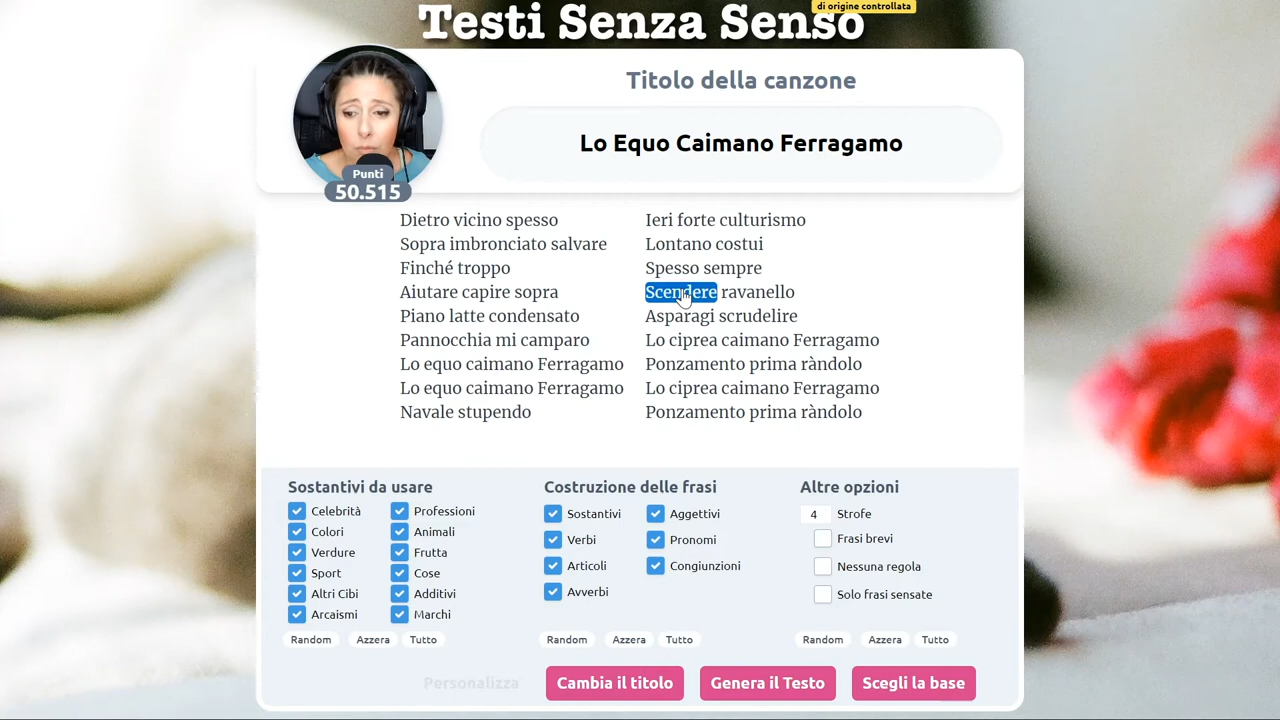 di origine controllata
Testi Senza Senso
Titolo della canzone
Lo Equo Caimano Ferragamo
Punti
50.515
Dietro vicino spesso
Sopra imbronciato salvare
Finché troppo
Aiutare capire sopra
Piano latte condensato
Pannocchia mi camparo
Lo equo caimano Ferragamo
Lo equo caimano Ferragamo
Navale stupendo
Ieri forte culturismo
Lontano costui
Spesso sempre
Scendere ravanello
Asparagi scrudelire
Lo ciprea caimano Ferragamo
Ponzamento prima ràndolo
Lo ciprea caimano Ferragamo
Ponzamento prima ràndolo
Sostantivi da usare
Celebrità
Professioni
Colori
Animali
Verdure
Frutta
Sport
Cose
Altri Cibi
Additivi
Arcaismi
Marchi
Random
Azzera
Tutto
Costruzione delle frasi
Sostantivi
Aggettivi
Verbi
Pronomi
Articoli
Congiunzioni
Avverbi
Random
Azzera
Tutto
Altre opzioni
4 Strofe
Frasi brevi
Nessuna regola
Solo frasi sensate
Random
Azzera
Tutto
Personalizza
Cambia il titolo
Genera il Testo
Scegli la base